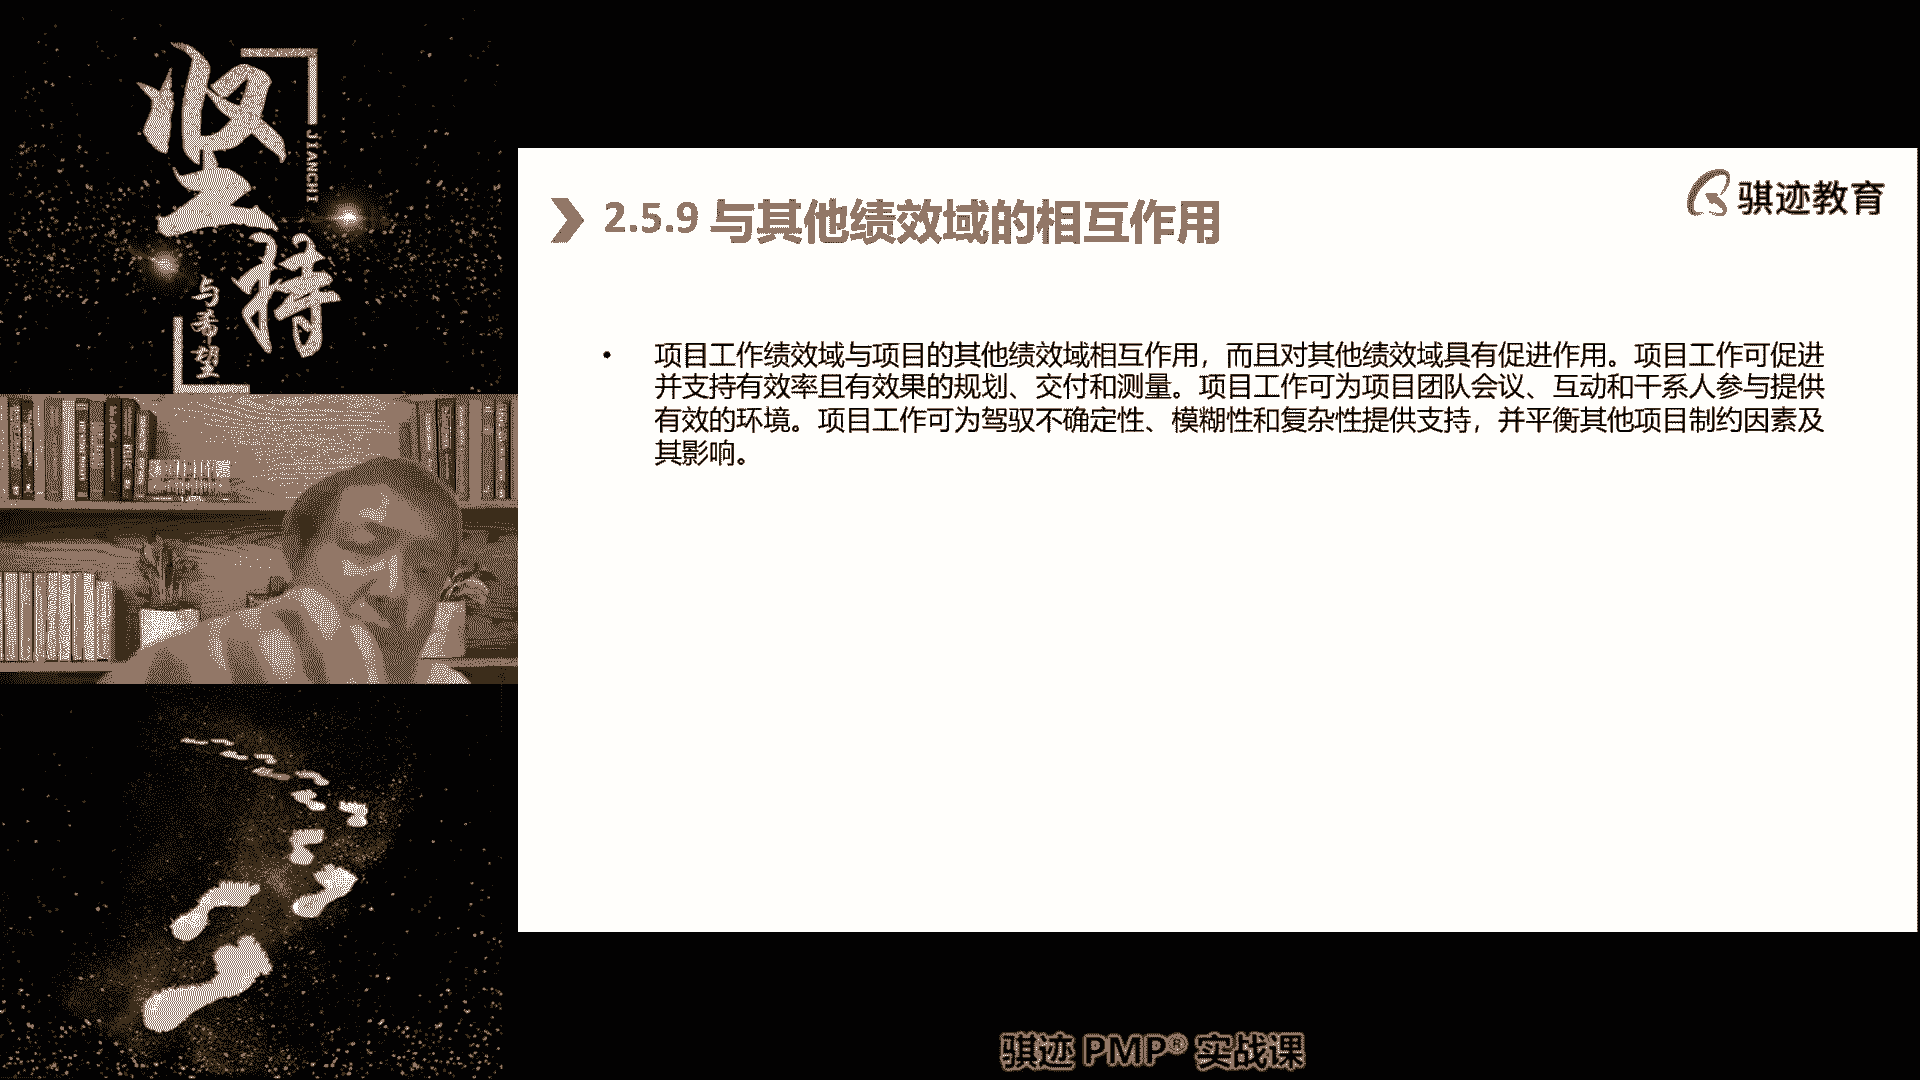 坚
持
JIANCHI
与
希
望
2.5.9 与其他绩效域的相互作用
骐迹教育
• 项目工作绩效域与项目的其他绩效域相互作用，而且对其他绩效域具有促进作用。项目工作可促进
并支持有效率且有效果的规划、交付和测量。项目工作可为项目团队会议、互动和干系人参与提供
有效的环境。项目工作可为驾驭不确定性、模糊性和复杂性提供支持，并平衡其他项目制约因素及
其影响。
骐迹 PMP® 实战课